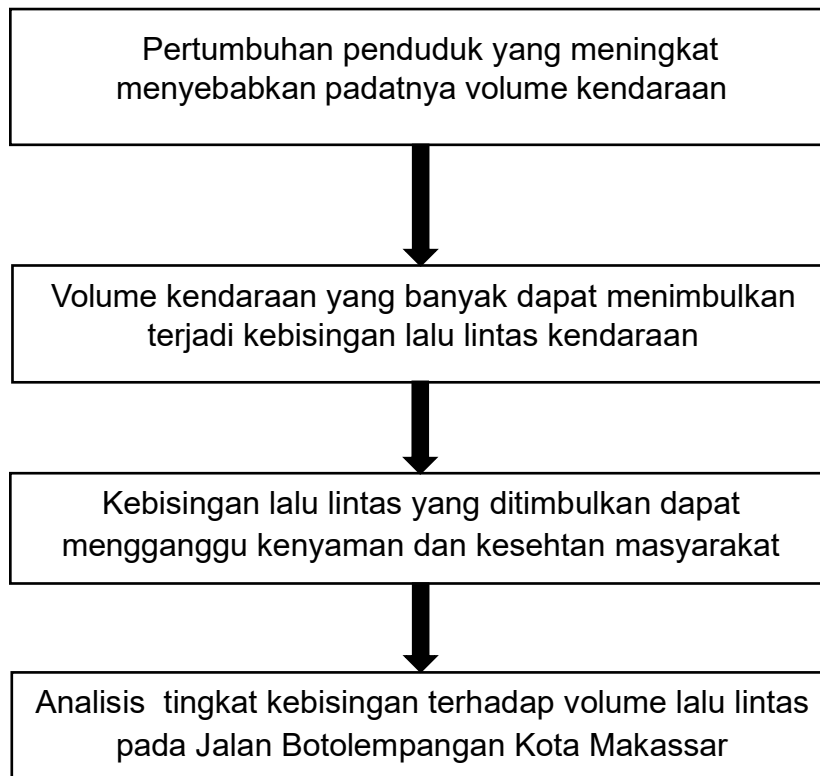 Pertumbuhan penduduk yang meningkat
menyebabkan padatnya volume kendaraan
Volume kendaraan yang banyak dapat menimbulkan
terjadi kebisingan lalu lintas kendaraan
Kebisingan lalu lintas yang ditimbulkan dapat
mengganggu kenyaman dan kesehtan masyarakat
Analisis  tingkat kebisingan terhadap volume lalu lintas
pada Jalan Botolempangan Kota Makassar